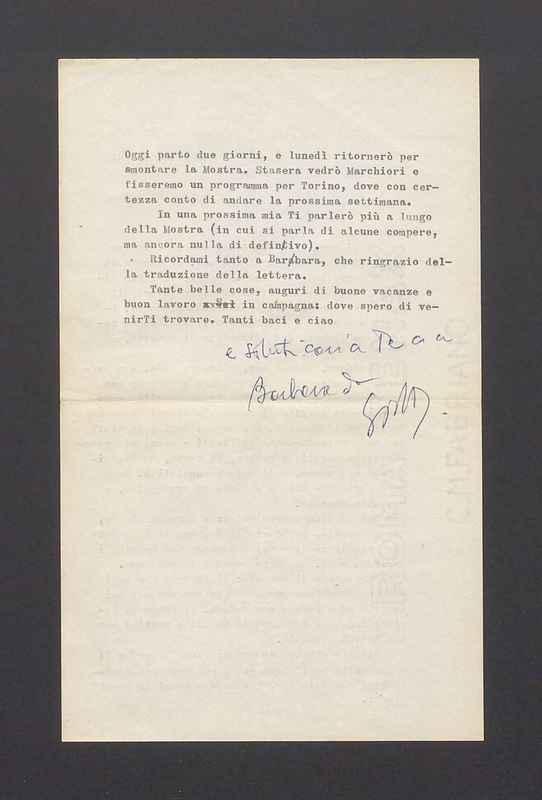 Oggi parto due giorni, e lunedì ritornerò per
smontare la Mostra. Stasera vedrò Marchiori e
fisseremo un programma per Torino, dove con cer-
tezza conto di andare la prossima settimana.
In una prossima mia Ti parlerò più a lungo
della Mostra (in cui si parla di alcune compere,
ma ancora nulla di definitivo).
Ricordami tanto a Barbara, che ringrazio del-
la traduzione della lettera.
Tante belle cose, auguri di buone vacanze e
buon lavoro in campagna: dove spero di ve-
nirTi trovare. Tanti baci e ciao
e saluti cari a Te a a
Barbara da